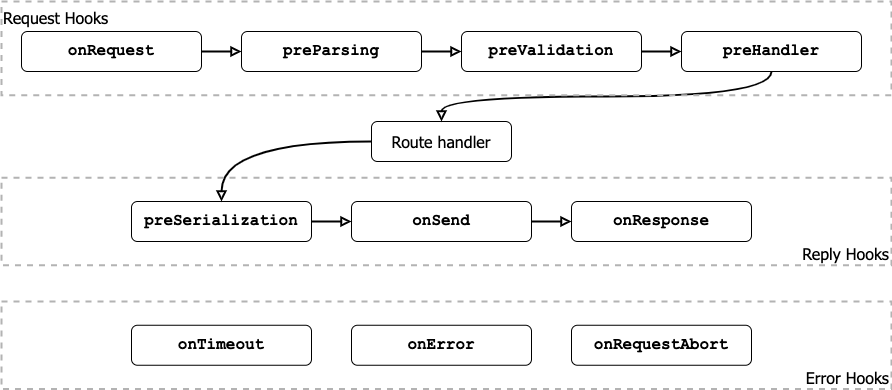 Request Hooks
onRequest
preParsing
preValidation
preHandler
Route handler
preSerialization
onSend
onResponse
Reply Hooks
onTimeout
onError
onRequestAbort
Error Hooks